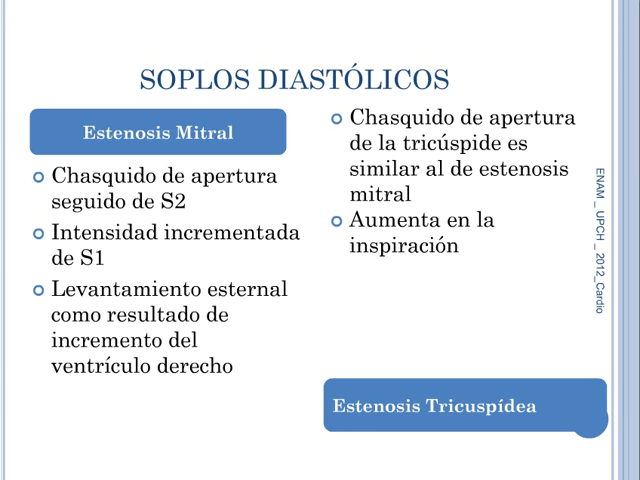 SOPLOS DIASTÓLICOS
Estenosis Mitral
Chasquido de apertura
seguido de S2
Intensidad incrementada
de S1
Levantamiento esternal
como resultado de
incremento del
ventrículo derecho
Chasquido de apertura
de la tricúspide es
similar al de estenosis
mitral
Aumenta en la
inspiración
Estenosis Tricuspídea
ENAM _ UPCH _ 2012_Cardio